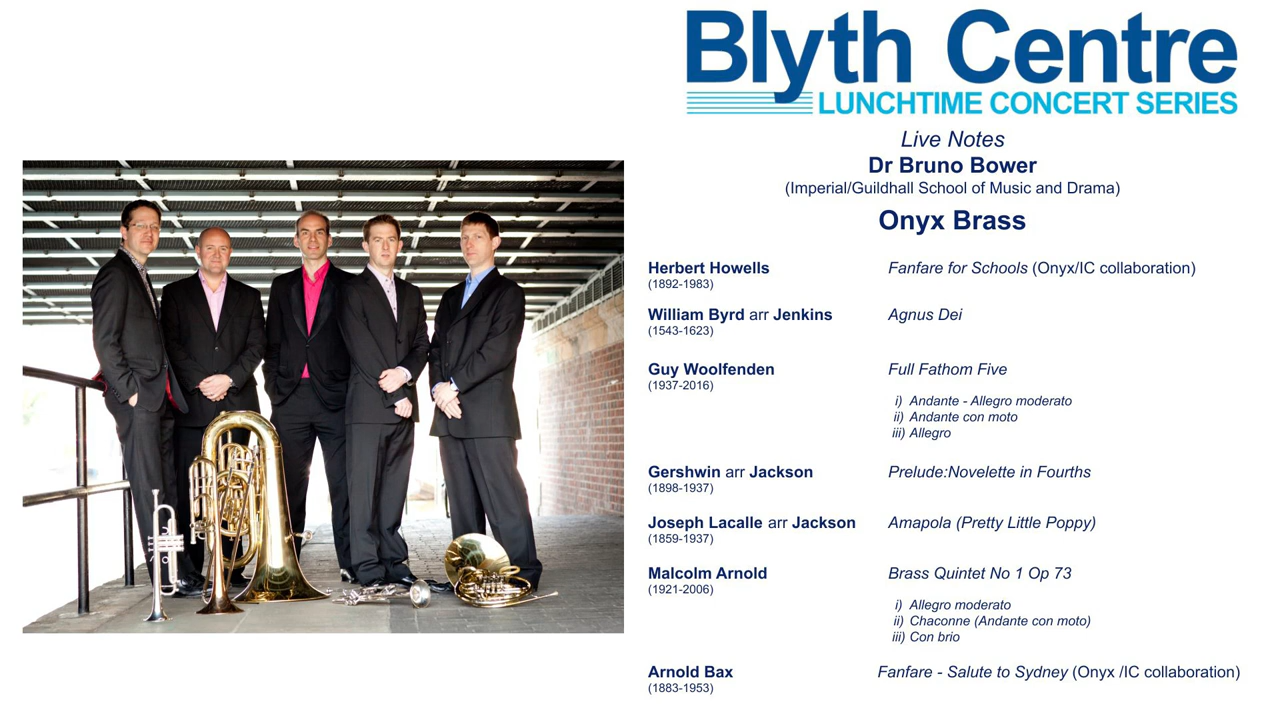 Blyth Centre
LUNCHTIME CONCERT SERIES
Live Notes
Dr Bruno Bower
(Imperial/Guildhall School of Music and Drama)
Onyx Brass
Herbert Howells Fanfare for Schools (Onyx/IC collaboration)
(1892-1983)
William Byrd arr Jenkins Agnus Dei
(1543-1623)
Guy Woolfenden Full Fathom Five
(1937-2016)
i) Andante - Allegro moderato
ii) Andante con moto
iii) Allegro
Gershwin arr Jackson Prelude:Novelette in Fourths
(1898-1937)
Joseph Lacalle arr Jackson Amapola (Pretty Little Poppy)
(1859-1937)
Malcolm Arnold Brass Quintet No 1 Op 73
(1921-2006)
i) Allegro moderato
ii) Chaconne (Andante con moto)
iii) Con brio
Arnold Bax Fanfare - Salute to Sydney (Onyx /IC collaboration)
(1883-1953)